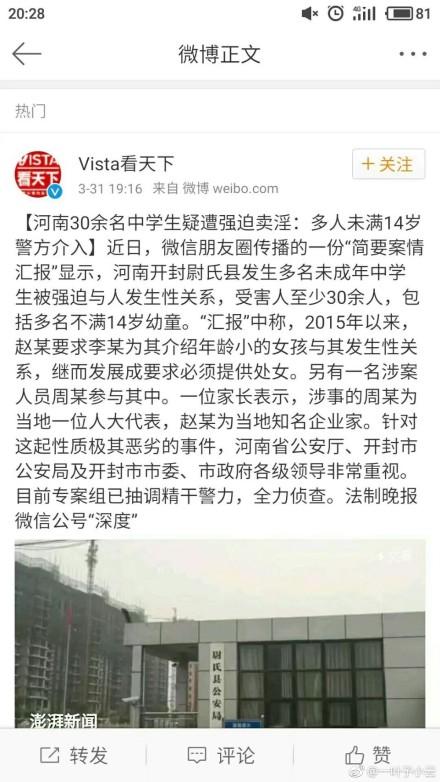 20:28
4G
81
微博正文
热门
VISTA
看天下
Vista看天下
+关注
3-31 19:16 来自 微博 weibo.com
【河南30余名中学生疑遭强迫卖淫：多人未满14岁
警方介入】近日，微信朋友圈传播的一份“简要案情
汇报”显示，河南开封尉氏县发生多名未成年中学
生被强迫与人发生性关系，受害人至少30余人，包
括多名不满14岁幼童。“汇报”中称，2015年以来，
赵某要求李某为其介绍年龄小的女孩与其发生性关
系，继而发展成要求必须提供处女。另有一名涉案
人员周某参与其中。一位家长表示，涉事的周某为
当地一位人大代表，赵某为当地知名企业家。针对
这起性质极其恶劣的事件，河南省公安厅、开封市
公安局及开封市市委、市政府各级领导非常重视。
目前专案组已抽调精干警力，全力侦查。法制晚报
微信公号“深度”
尉氏县公安局
澎湃新闻
转发
评论
赞